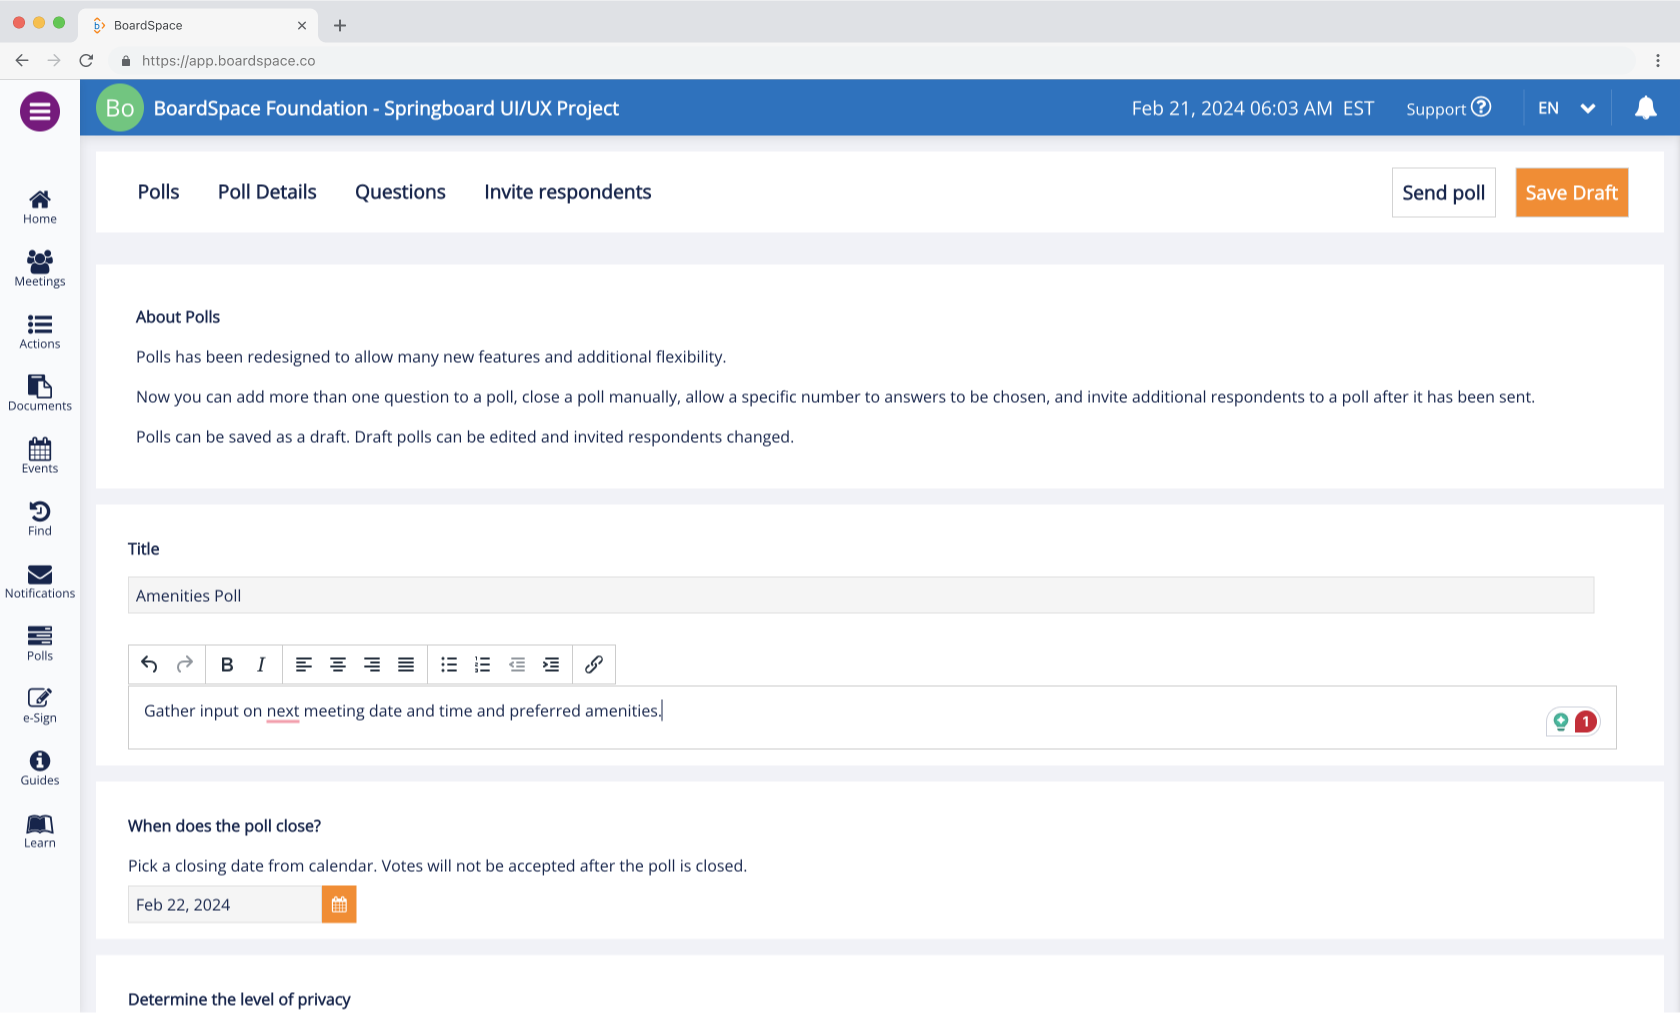 BoardSpace
https://app.boardspace.co
Bo BoardSpace Foundation - Springboard UI/UX Project Feb 21, 2024 06:03 AM EST Support EN
Home
Meetings
Actions
Documents
Events
Find
Notifications
Polls
e-Sign
Guides
Learn
Polls Poll Details Questions Invite respondents Send poll Save Draft
About Polls
Polls has been redesigned to allow many new features and additional flexibility.
Now you can add more than one question to a poll, close a poll manually, allow a specific number to answers to be chosen, and invite additional respondents to a poll after it has been sent.
Polls can be saved as a draft. Draft polls can be edited and invited respondents changed.
Title
Amenities Poll
B I
Gather input on next meeting date and time and preferred amenities.
1
When does the poll close?
Pick a closing date from calendar. Votes will not be accepted after the poll is closed.
Feb 22, 2024
Determine the level of privacy